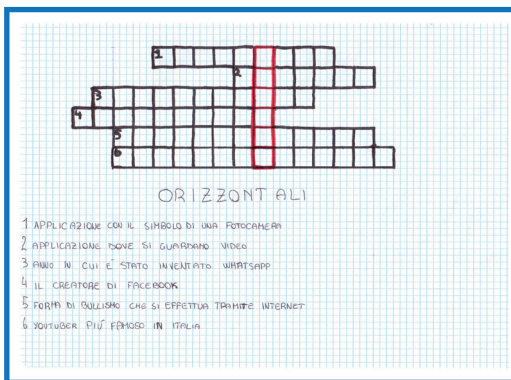 1
2
3
4
5
6
ORIZZONTALI
1 APPLICAZIONE CON IL SIMBOLO DI UNA FOTOCAMERA
2 APPLICAZIONE DOVE SI GUARDANO VIDEO
3 ANNO IN CUI È STATO INVENTATO WHATSAPP
4 IL CREATORE DI FACEBOOK
5 FORMA DI BULLISMO CHE SI EFFETTUA TRAMITE INTERNET
6 YOUTUBER PIÙ FAMOSO IN ITALIA